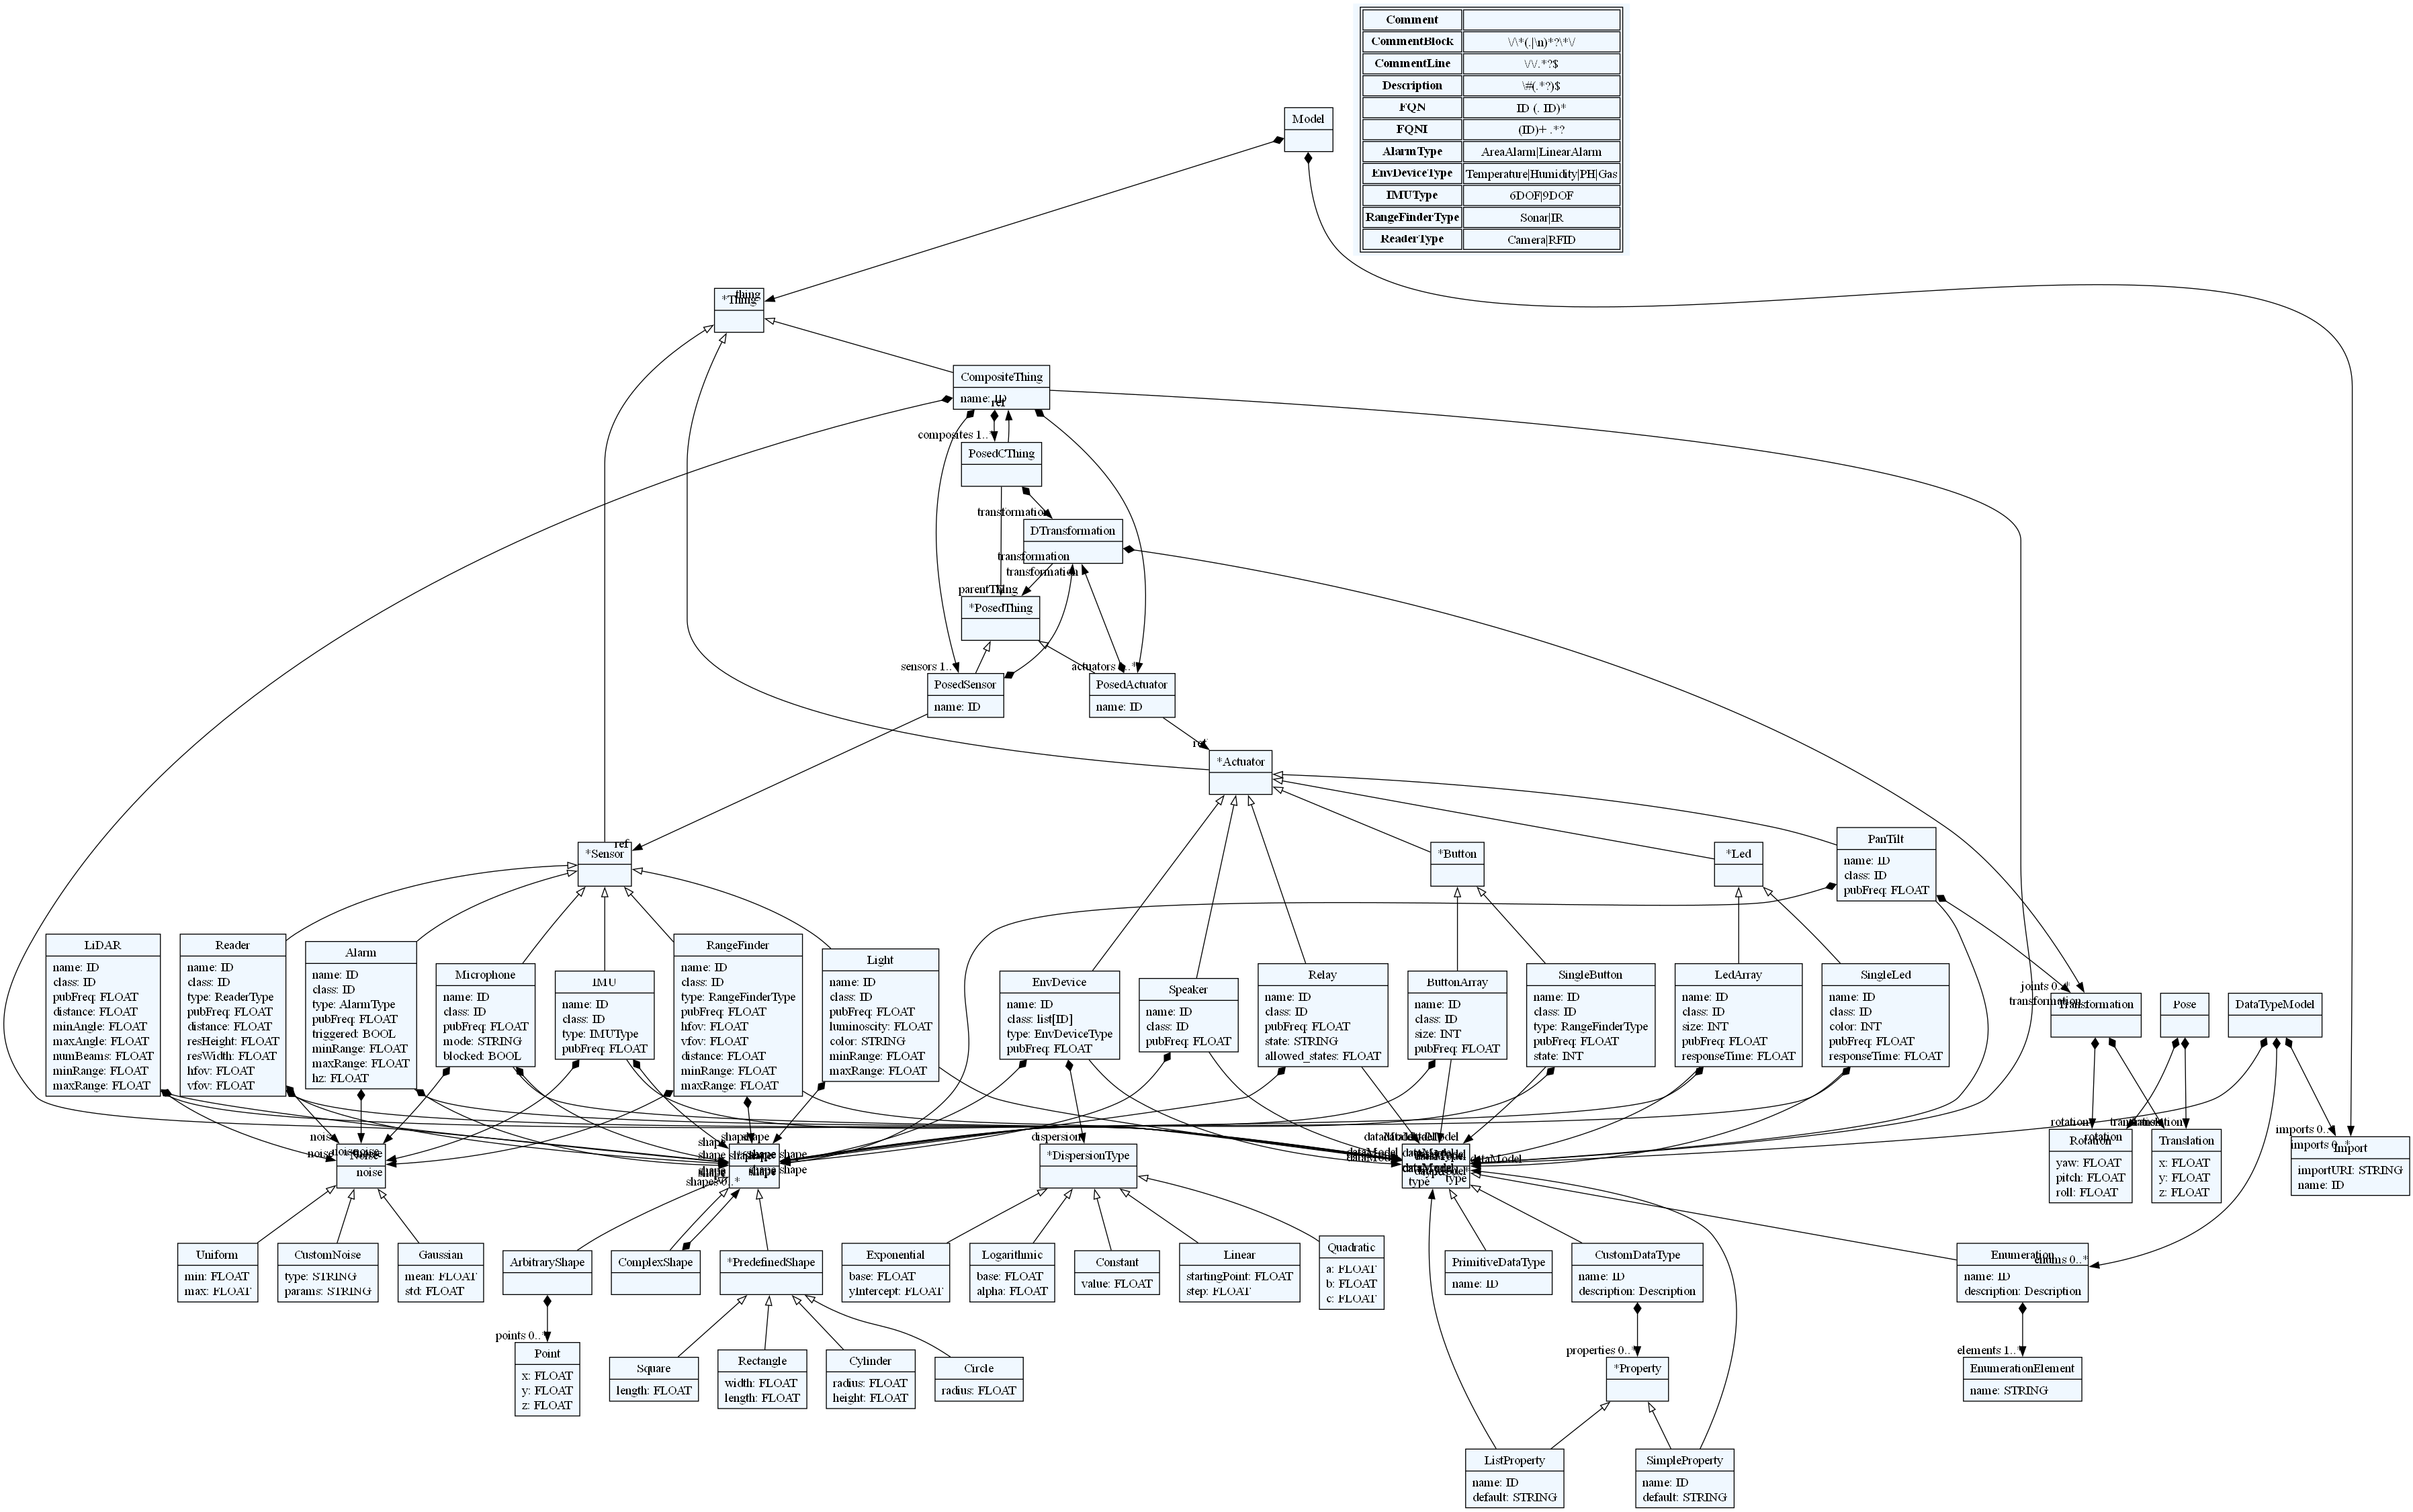 Comment
CommentBlock \/\*(.|\n)*?\*\/
CommentLine \/\/.*?$
Description \#(.*?)$
FQN ID (. ID)*
FQNI (ID)+ .*?
AlarmType AreaAlarm|LinearAlarm
EnvDeviceType Temperature|Humidity|PH|Gas
IMUType 6DOF|9DOF
RangeFinderType Sonar|IR
ReaderType Camera|RFID
Model
thing
*Thing
CompositeThing
name: ID
ref
composites 1..
PosedCThing
transformation
DTransformation
transformation
transformation
parentThing
*PosedThing
sensors 1..
actuators
PosedSensor
name: ID
PosedActuator
name: ID
ref
*Actuator
ref
*Sensor
*Button
*Led
PanTilt
name: ID
class: ID
pubFreq: FLOAT
LiDAR
name: ID
class: ID
pubFreq: FLOAT
distance: FLOAT
minAngle: FLOAT
maxAngle: FLOAT
numBeams: FLOAT
minRange: FLOAT
maxRange: FLOAT
Reader
name: ID
class: ID
type: ReaderType
pubFreq: FLOAT
distance: FLOAT
resHeight: FLOAT
resWidth: FLOAT
hfov: FLOAT
vfov: FLOAT
Alarm
name: ID
class: ID
type: AlarmType
pubFreq: FLOAT
triggered: BOOL
minRange: FLOAT
maxRange: FLOAT
hz: FLOAT
Microphone
name: ID
class: ID
pubFreq: FLOAT
mode: STRING
blocked: BOOL
IMU
name: ID
class: ID
type: IMUType
pubFreq: FLOAT
RangeFinder
name: ID
class: ID
type: RangeFinderType
pubFreq: FLOAT
hfov: FLOAT
vfov: FLOAT
distance: FLOAT
minRange: FLOAT
maxRange: FLOAT
Light
name: ID
class: ID
pubFreq: FLOAT
luminoscity: FLOAT
color: STRING
minRange: FLOAT
maxRange: FLOAT
EnvDevice
name: ID
class: list[ID]
type: EnvDeviceType
pubFreq: FLOAT
Speaker
name: ID
class: ID
pubFreq: FLOAT
Relay
name: ID
class: ID
pubFreq: FLOAT
state: STRING
allowed_states: FLOAT
ButtonArray
name: ID
class: ID
size: INT
pubFreq: FLOAT
SingleButton
name: ID
class: ID
type: RangeFinderType
pubFreq: FLOAT
state: INT
LedArray
name: ID
class: ID
size: INT
pubFreq: FLOAT
responseTime: FLOAT
SingleLed
name: ID
class: ID
color: INT
pubFreq: FLOAT
responseTime: FLOAT
joints 0..*
transformation
Transformation
Pose
DataTypeModel
noise
noise
*Noise
noise
shape
shape
shape
shape
shape
shapes 0..*
dispersion
*DispersionType
dataModel
dataModel
dataModel
type
type
rotation
rotation
Rotation
yaw: FLOAT
pitch: FLOAT
roll: FLOAT
translation
Translation
x: FLOAT
y: FLOAT
z: FLOAT
imports 0..*
imports 0..*
Import
importURI: STRING
name: ID
Uniform
min: FLOAT
max: FLOAT
CustomNoise
type: STRING
params: STRING
Gaussian
mean: FLOAT
std: FLOAT
ArbitraryShape
ComplexShape
*PredefinedShape
Exponential
base: FLOAT
yIntercept: FLOAT
Logarithmic
base: FLOAT
alpha: FLOAT
Constant
value: FLOAT
Linear
startingPoint: FLOAT
step: FLOAT
Quadratic
a: FLOAT
b: FLOAT
c: FLOAT
PrimitiveDataType
name: ID
CustomDataType
name: ID
description: Description
Enumeration
enums 0..*
name: ID
description: Description
points 0..*
Point
x: FLOAT
y: FLOAT
z: FLOAT
Square
length: FLOAT
Rectangle
width: FLOAT
length: FLOAT
Cylinder
radius: FLOAT
height: FLOAT
Circle
radius: FLOAT
properties 0..*
*Property
elements 1..*
EnumerationElement
name: STRING
ListProperty
name: ID
default: STRING
SimpleProperty
name: ID
default: STRING